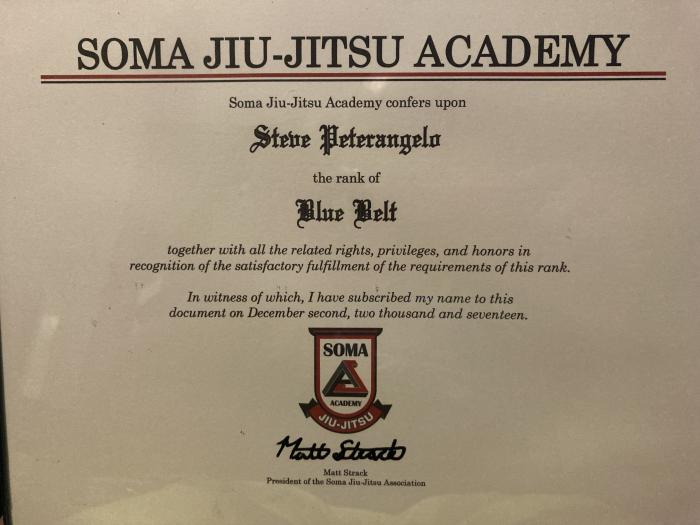 SOMA JIU-JITSU ACADEMY
Soma Jiu-Jitsu Academy confers upon
Steve Peterangelo
the rank of
Blue Belt
together with all the related rights, privileges, and honors in
recognition of the satisfactory fulfillment of the requirements of this rank.
In witness of which, I have subscribed my name to this
document on December second, two thousand and seventeen.
SOMA
ACADEMY
JIU-JITSU
Matt Strack
Matt Strack
President of the Soma Jiu-Jitsu Association